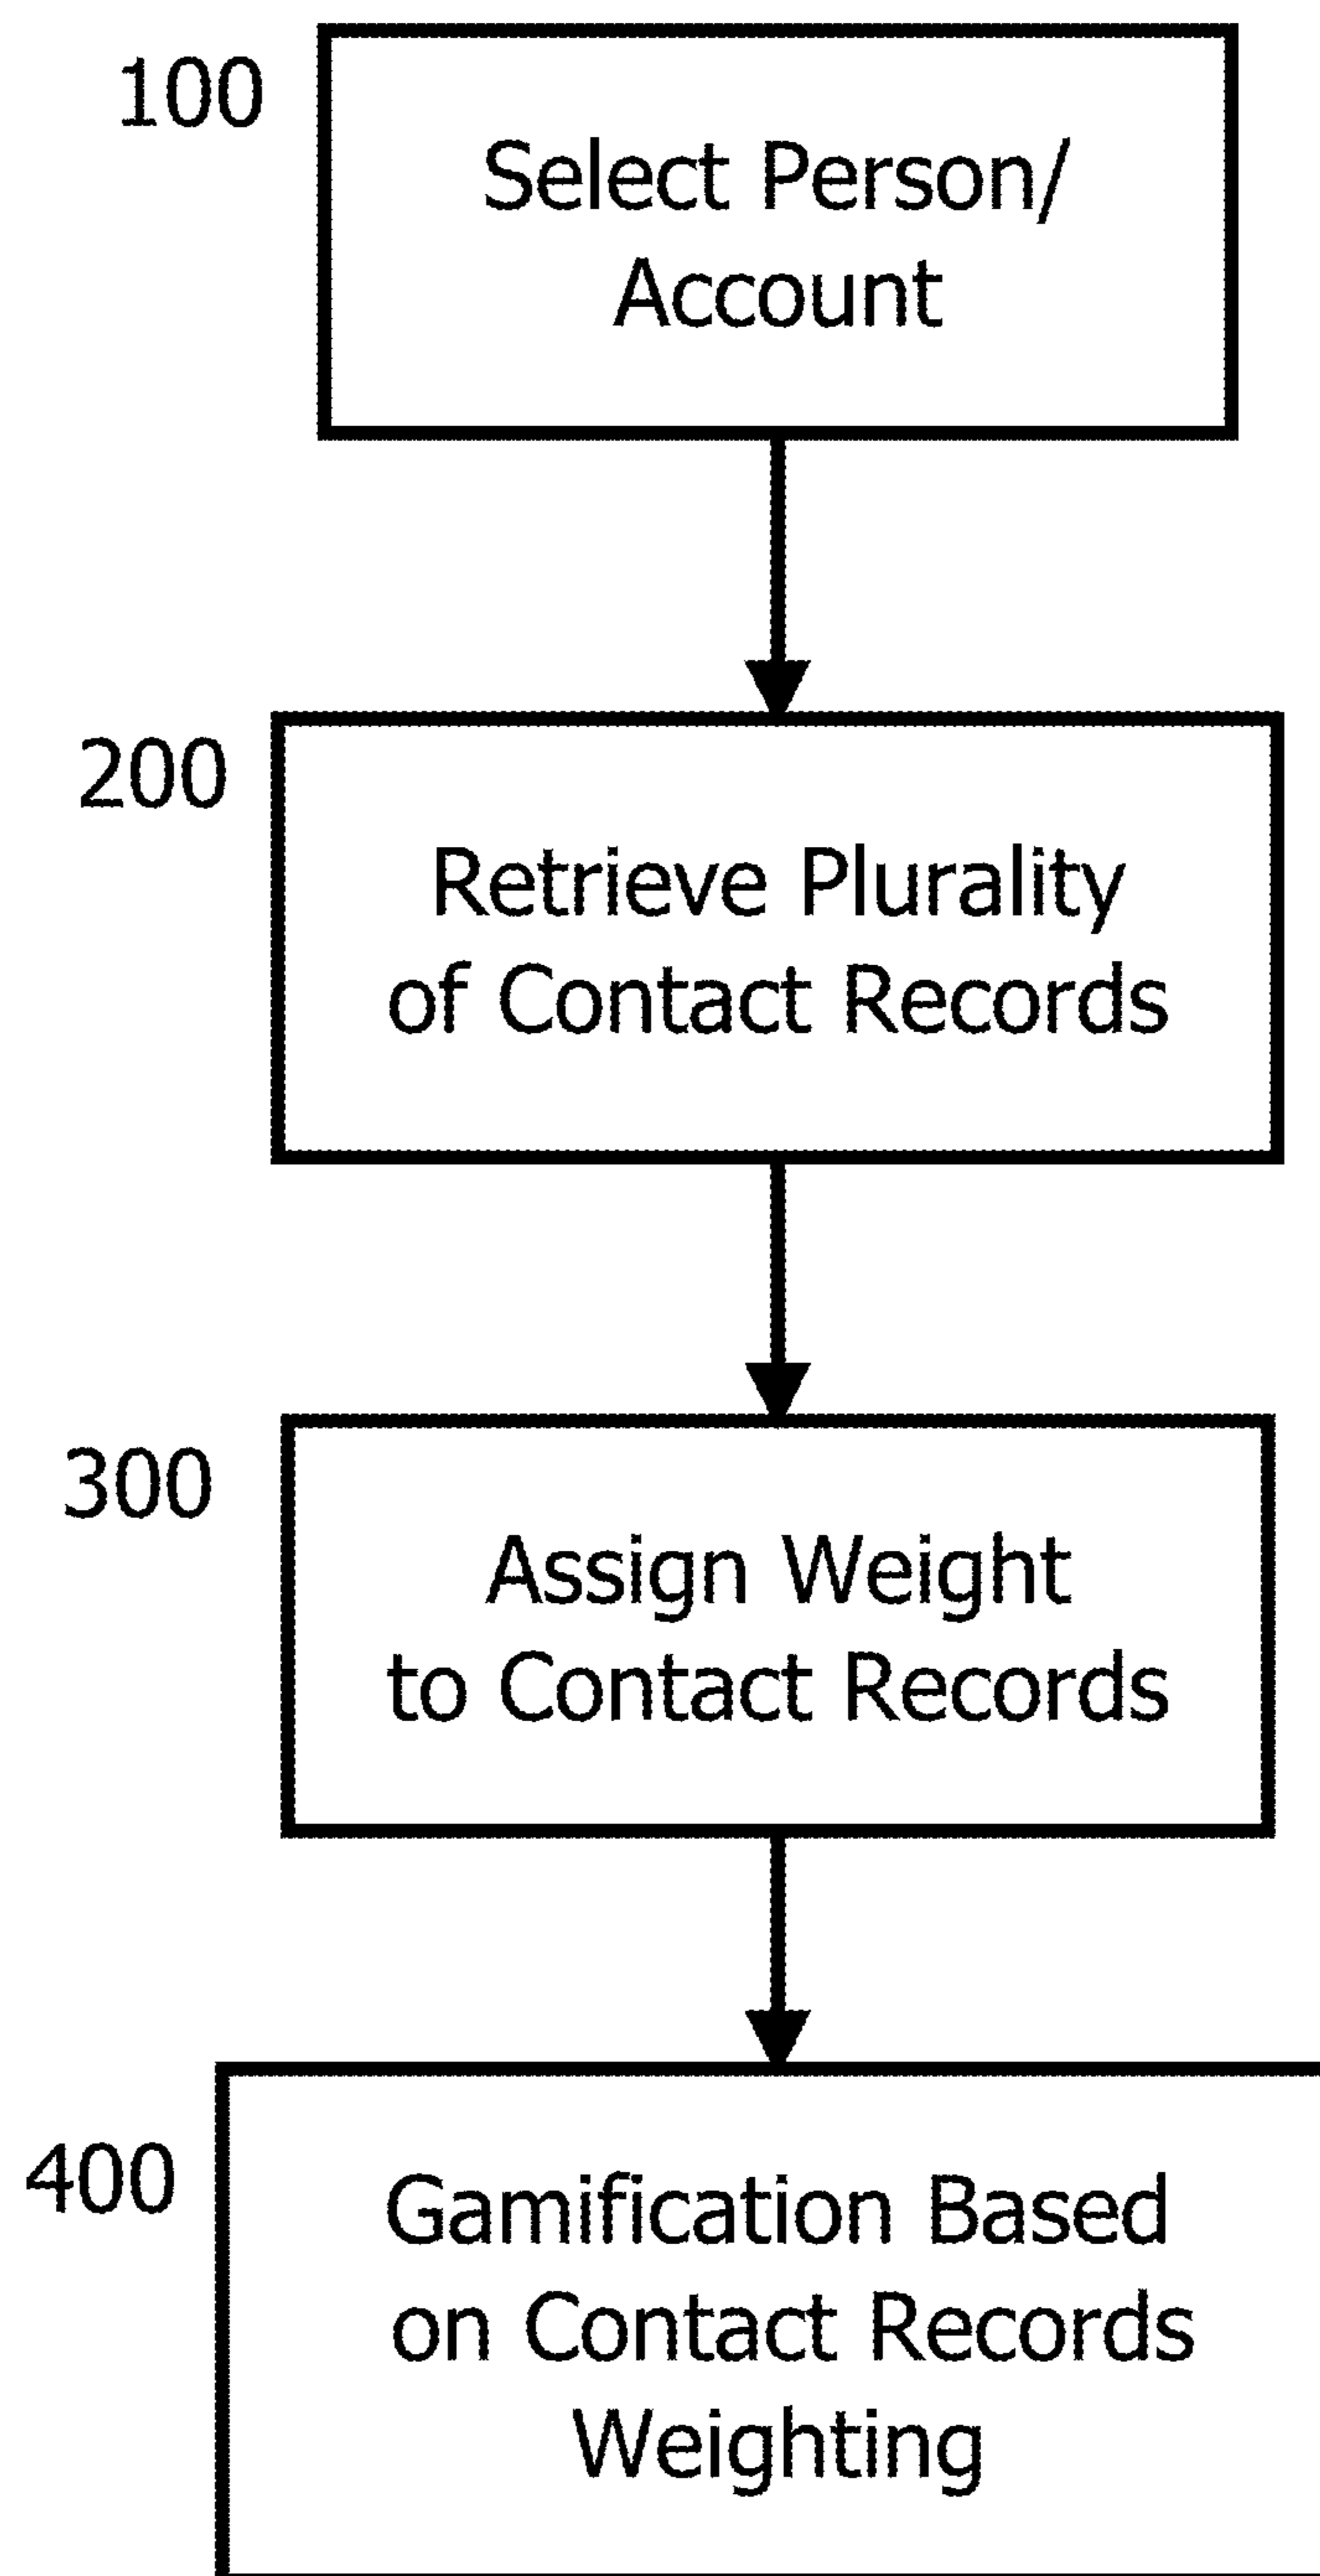 100
Select Person/
Account
200
Retrieve Plurality
of Contact Records
300
Assign Weight
to Contact Records
400
Gamification Based
on Contact Records
Weighting